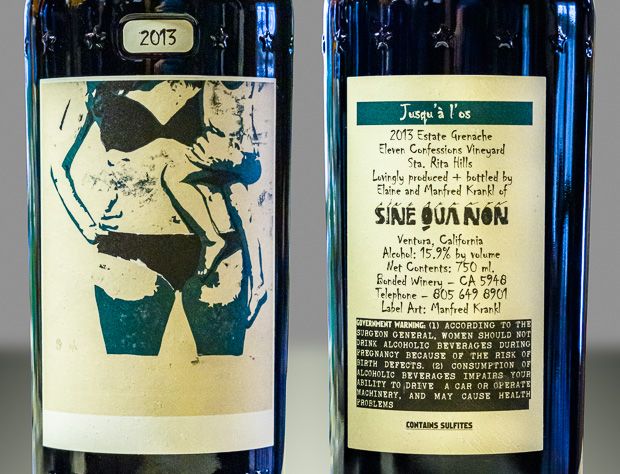 2013
Jusqu'à l'os
2013 Estate Grenache
Eleven Confessions Vineyard
Sta. Rita Hills
Lovingly produced + bottled by
Elaine and Manfred Krankl of
SINE QUA NON
Ventura, California
Alcohol: 15.9% by volume
Net Contents: 750 ml.
Bonded Winery – CA 5948
Telephone – 805 649 8901
Label Art: Manfred Krankl
GOVERNMENT WARNING: (1) ACCORDING TO THE
SURGEON GENERAL, WOMEN SHOULD NOT
DRINK ALCOHOLIC BEVERAGES DURING
PREGNANCY BECAUSE OF THE RISK OF
BIRTH DEFECTS. (2) CONSUMPTION OF
ALCOHOLIC BEVERAGES IMPAIRS YOUR
ABILITY TO DRIVE A CAR OR OPERATE
MACHINERY, AND MAY CAUSE HEALTH
PROBLEMS
CONTAINS SULFITES